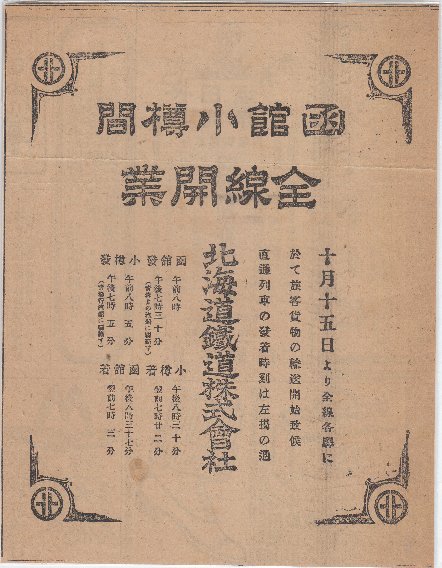 函館小樽間
全線開業
十月十五日より全線各驛に
於て旅客貨物の輸送開始致候
直通列車の發着時刻は左揭の通
北海道鐵道株式會社
函館發 午前八時 小樽着 午後八時二十分
午後七時三十分 翌前七時廿二分
小樽發 午前八時五分 函館着 午後八時三十七分
午後七時五分 翌前七時三分